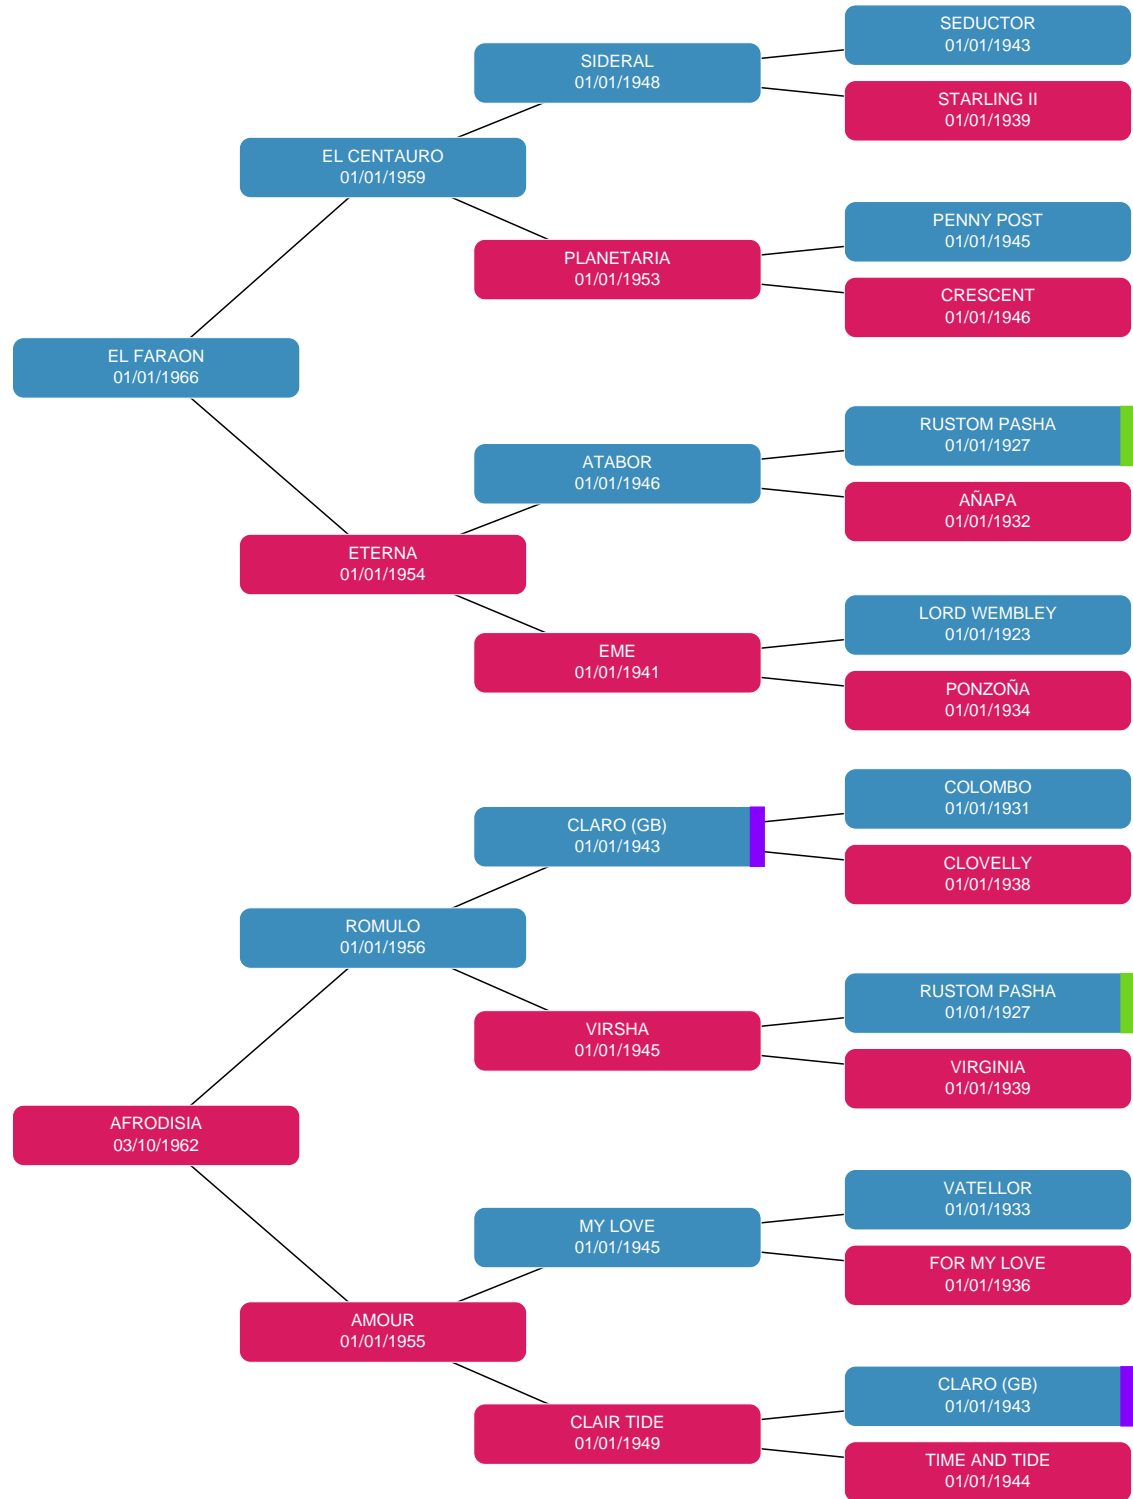 SEDUCTOR
01/01/1943
SIDERAL
01/01/1948
STARLING II
01/01/1939
EL CENTAURO
01/01/1959
PENNY POST
01/01/1945
PLANETARIA
01/01/1953
CRESCENT
01/01/1946
EL FARAON
01/01/1966
RUSTOM PASHA
01/01/1927
ATABOR
01/01/1946
AÑAPA
01/01/1932
ETERNA
01/01/1954
LORD WEMBLEY
01/01/1923
EME
01/01/1941
PONZOÑA
01/01/1934
COLOMBO
01/01/1931
CLARO (GB)
01/01/1943
CLOVELLY
01/01/1938
ROMULO
01/01/1956
RUSTOM PASHA
01/01/1927
VIRSHA
01/01/1945
VIRGINIA
01/01/1939
AFRODISIA
03/10/1962
VATELLOR
01/01/1933
MY LOVE
01/01/1945
FOR MY LOVE
01/01/1936
AMOUR
01/01/1955
CLARO (GB)
01/01/1943
CLAIR TIDE
01/01/1949
TIME AND TIDE
01/01/1944